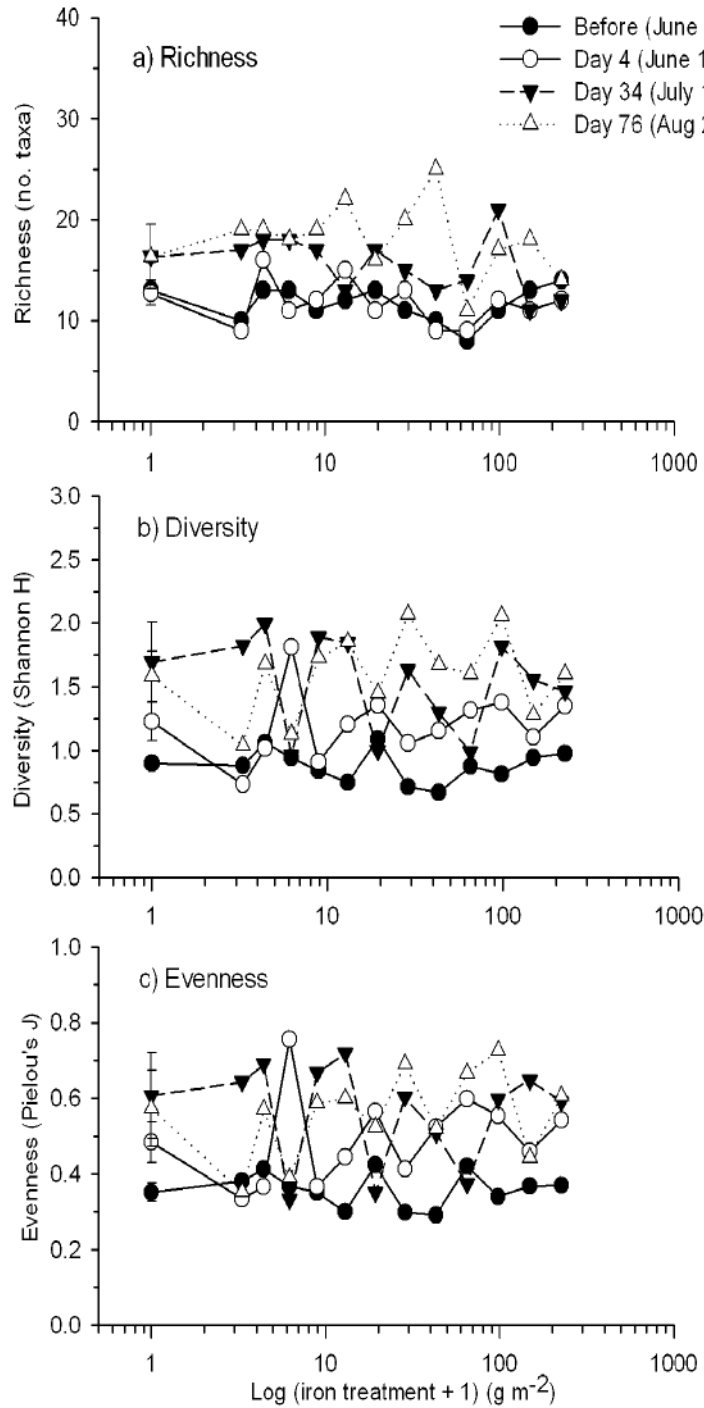 a) Richness
Before (June
Day 4 (June 1
Day 34 (July 1
Day 76 (Aug 2
Richness (no. taxa)
40
30
20
10
0
1
10
100
1000
b) Diversity
Diversity (Shannon H)
3.0
2.5
2.0
1.5
1.0
0.5
0.0
1
10
100
1000
c) Evenness
Evenness (Pielou's J)
1.0
0.8
0.6
0.4
0.2
0.0
1
10
100
1000
Log (iron treatment + 1) (g m⁻²)